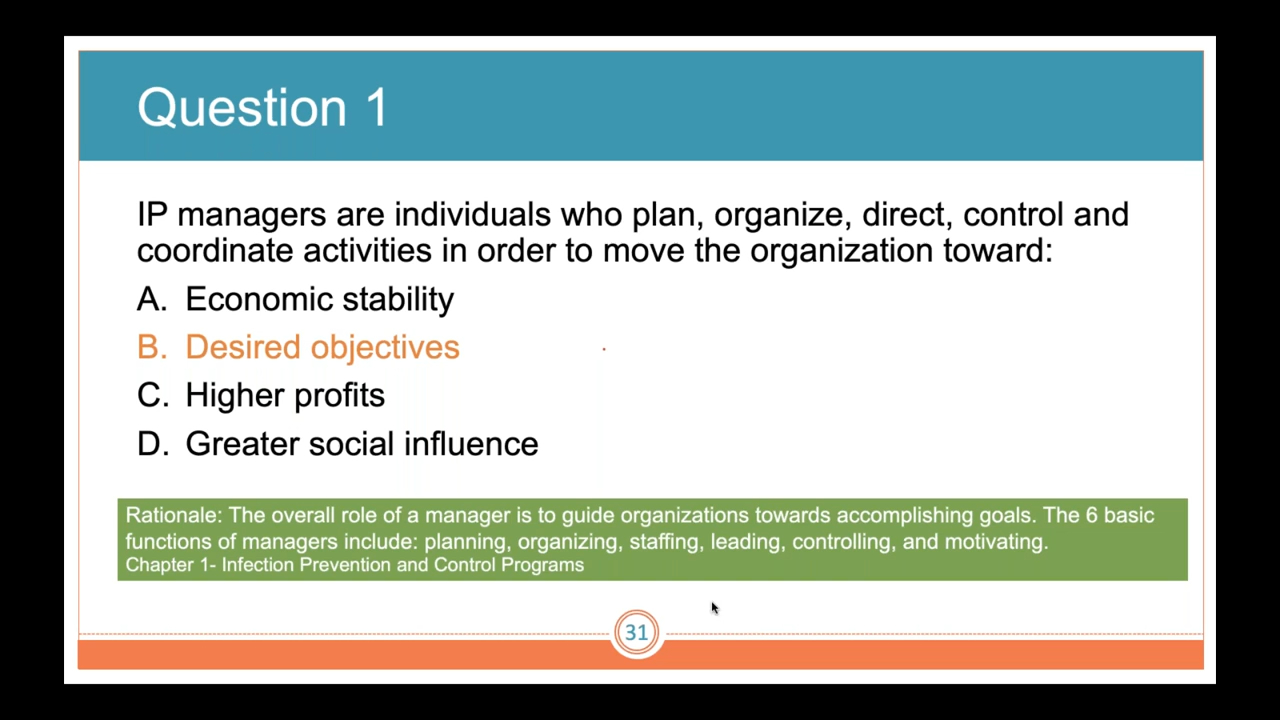 Question 1
IP managers are individuals who plan, organize, direct, control and
coordinate activities in order to move the organization toward:
A. Economic stability
B. Desired objectives
C. Higher profits
D. Greater social influence
Rationale: The overall role of a manager is to guide organizations towards accomplishing goals. The 6 basic
functions of managers include: planning, organizing, staffing, leading, controlling, and motivating.
Chapter 1- Infection Prevention and Control Programs
31